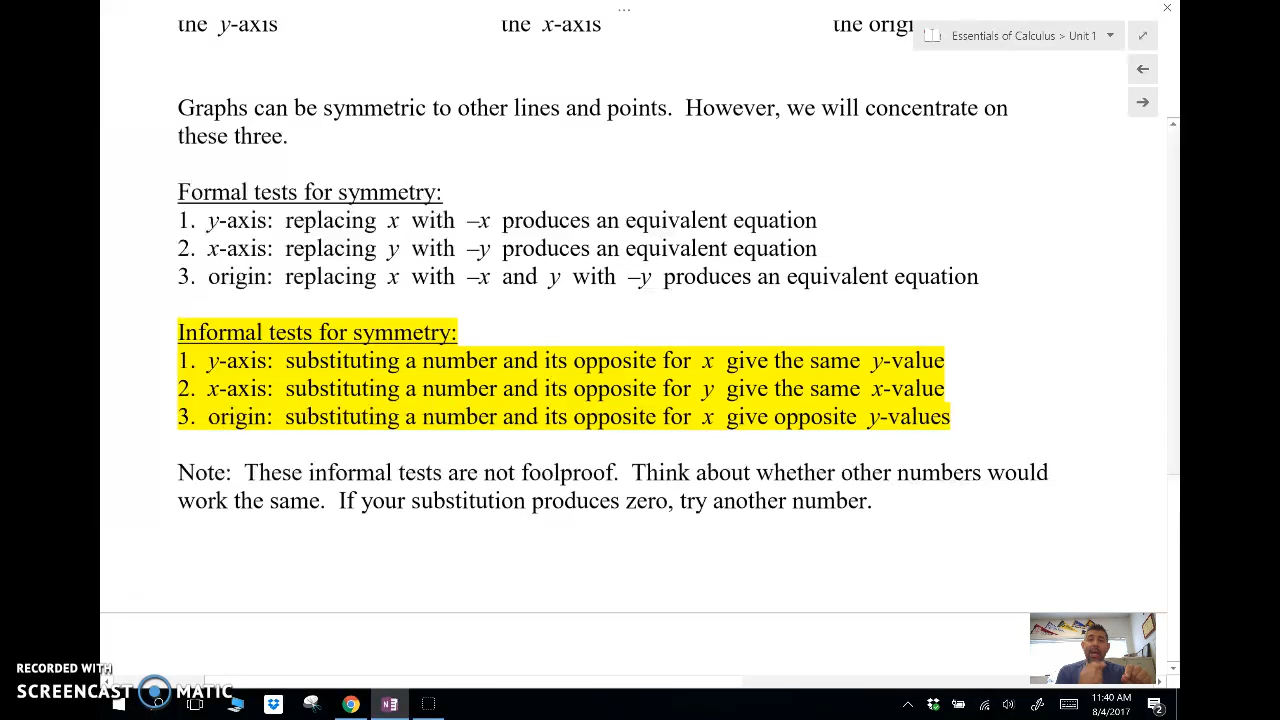 the y-axis the x-axis the origi
Essentials of Calculus > Unit 1
Graphs can be symmetric to other lines and points. However, we will concentrate on
these three.
Formal tests for symmetry:
1. y-axis: replacing x with –x produces an equivalent equation
2. x-axis: replacing y with –y produces an equivalent equation
3. origin: replacing x with –x and y with –y produces an equivalent equation
Informal tests for symmetry:
1. y-axis: substituting a number and its opposite for x give the same y-value
2. x-axis: substituting a number and its opposite for y give the same x-value
3. origin: substituting a number and its opposite for x give opposite y-values
Note: These informal tests are not foolproof. Think about whether other numbers would
work the same. If your substitution produces zero, try another number.
RECORDED WITH
SCREENCAST MATIC
11:40 AM
8/4/2017
2